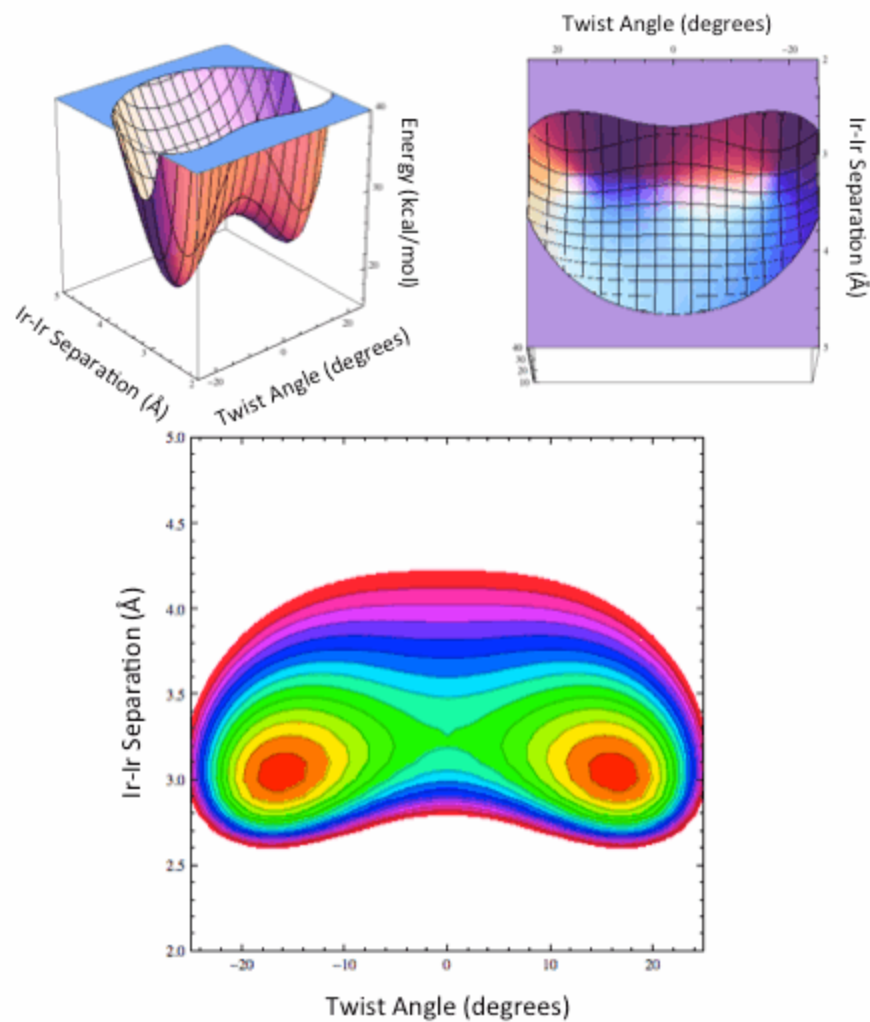 Twist Angle (degrees)
20 0 -20
2
3
4
5
Ir-Ir Separation (Å)
40
30
20
10
40
30
20
Energy (kcal/mol)
5
4
3
2
Ir-Ir Separation (Å)
-20
0
20
Twist Angle (degrees)
5.0
4.5
4.0
3.5
3.0
2.5
2.0
Ir-Ir Separation (Å)
-20 -10 0 10 20
Twist Angle (degrees)